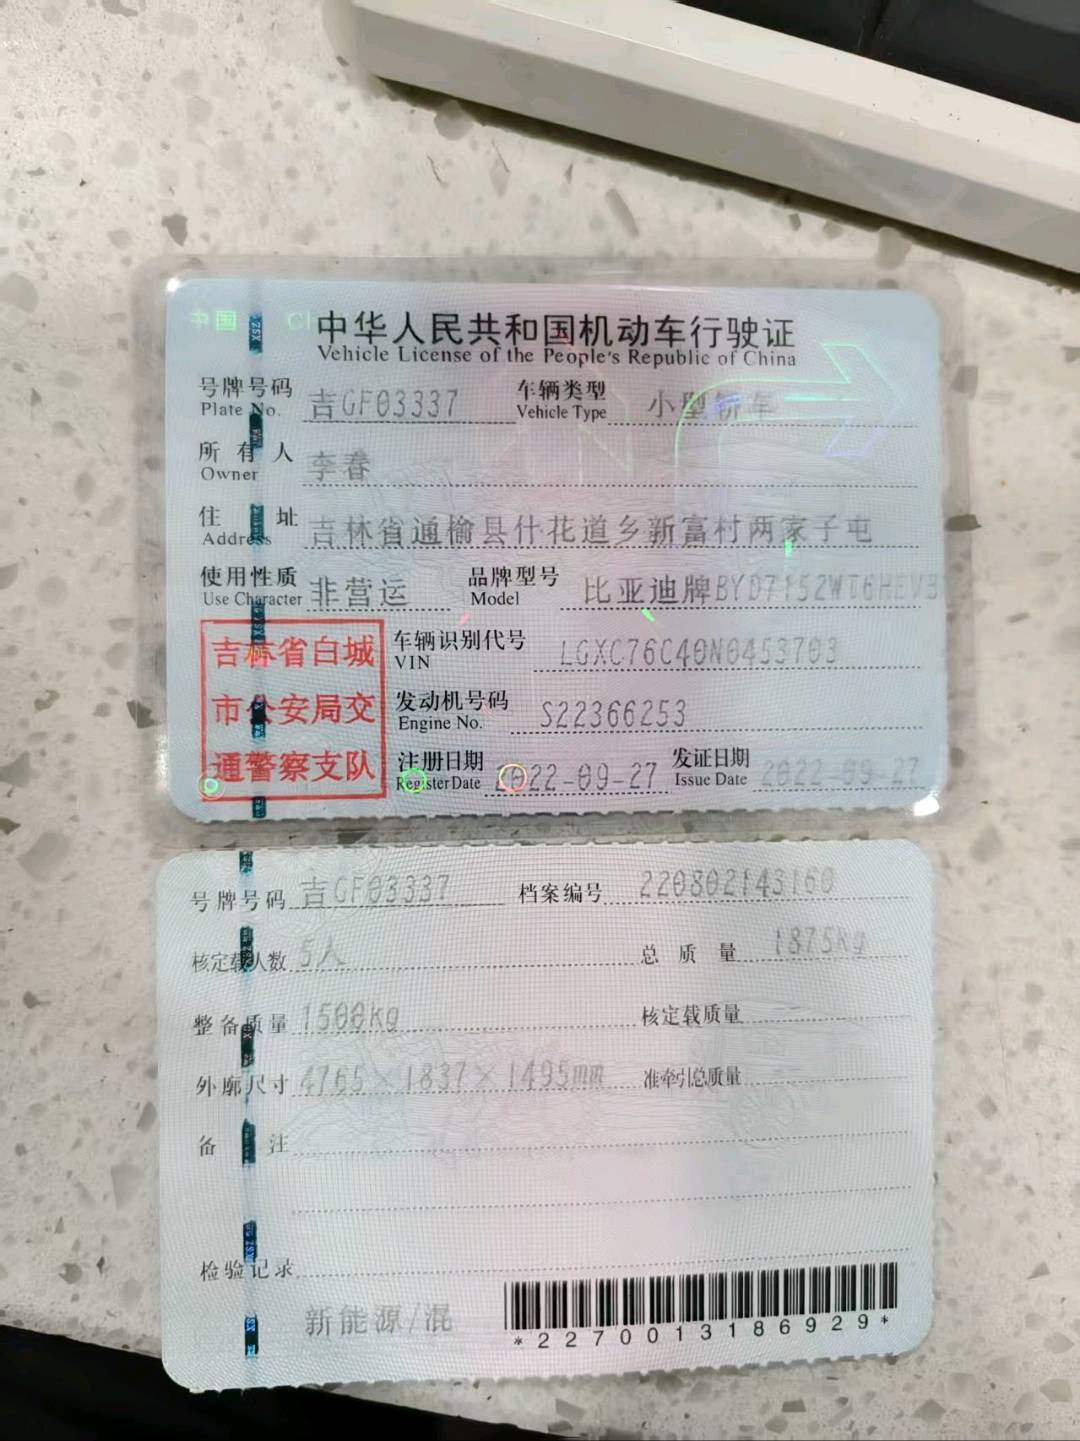 中国 CI
中华人民共和国机动车行驶证
Vehicle License of the People's Republic of China
号牌号码 吉GF03337 车辆类型 小型轿车
Plate No. Vehicle Type
所有人 李春
Owner
住址 吉林省通榆县什花道乡新富村两家子屯
Address
使用性质 非营运 品牌型号 比亚迪牌BYD7152WT6HEVB
Use Character Model
吉林省白城
市公安局交
通警察支队
车辆识别代号 LGXC76C40N0453703
VIN
发动机号码 S22366253
Engine No.
注册日期 2022-09-27 发证日期 2022-09-27
Register Date Issue Date
号牌号码 吉GF03337 档案编号 220802143160
核定载人数 5人 总质量 1875kg
整备质量 1500kg 核定载质量
外廓尺寸 4765×1837×1495mm 准牵引总质量
备注
检验记录
新能源/混
*2270013186929*